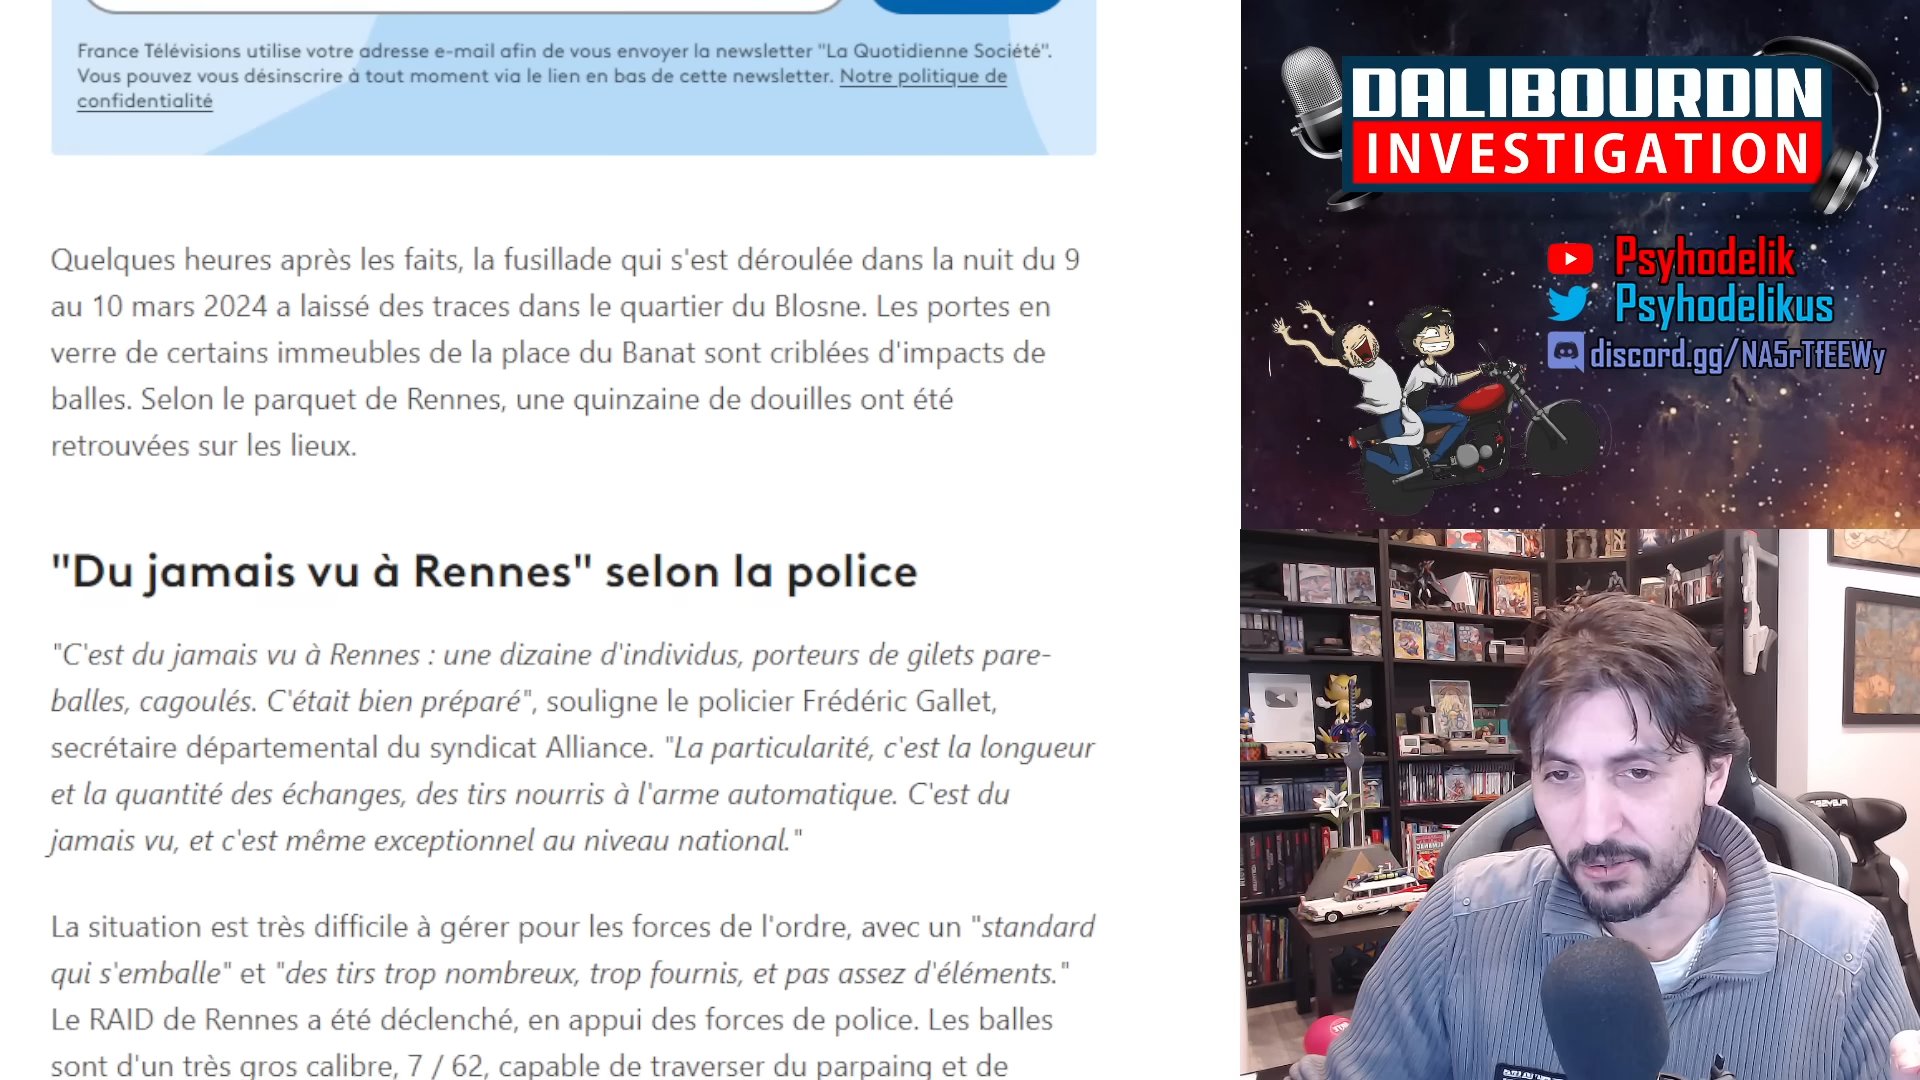 France Télévisions utilise votre adresse e-mail afin de vous envoyer la newsletter "La Quotidienne Société".
Vous pouvez vous désinscrire à tout moment via le lien en bas de cette newsletter. Notre politique de
confidentialité
Quelques heures après les faits, la fusillade qui s'est déroulée dans la nuit du 9
au 10 mars 2024 a laissé des traces dans le quartier du Blosne. Les portes en
verre de certains immeubles de la place du Banat sont criblées d'impacts de
balles. Selon le parquet de Rennes, une quinzaine de douilles ont été
retrouvées sur les lieux.
"Du jamais vu à Rennes" selon la police
"C'est du jamais vu à Rennes : une dizaine d'individus, porteurs de gilets pare-
balles, cagoulés. C'était bien préparé", souligne le policier Frédéric Gallet,
secrétaire départemental du syndicat Alliance. "La particularité, c'est la longueur
et la quantité des échanges, des tirs nourris à l'arme automatique. C'est du
jamais vu, et c'est même exceptionnel au niveau national."
La situation est très difficile à gérer pour les forces de l'ordre, avec un "standard
qui s'emballe" et "des tirs trop nombreux, trop fournis, et pas assez d'éléments."
Le RAID de Rennes a été déclenché, en appui des forces de police. Les balles
sont d'un très gros calibre, 7 / 62, capable de traverser du parpaing et de
DALIBOURDIN
INVESTIGATION
Psyhodelik
Psyhodelikus
discord.gg/NA5rTfEEWy